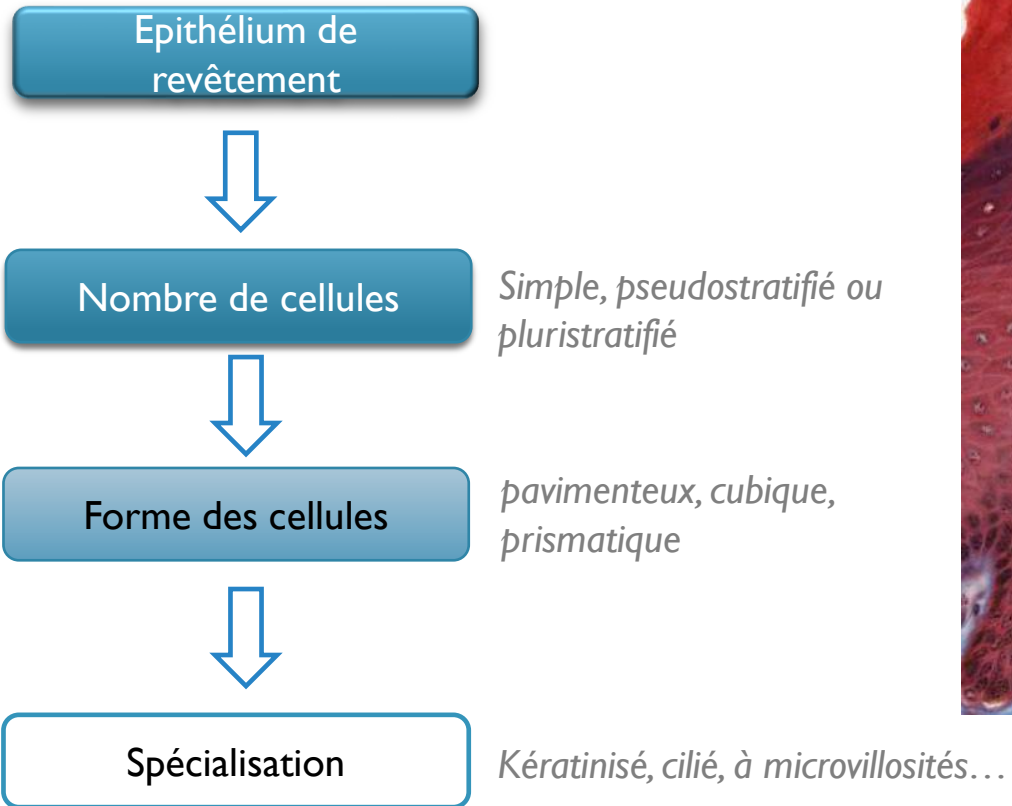 Epithélium de
revêtement
Nombre de cellules
Simple, pseudostratifié ou
pluristratifié
Forme des cellules
pavimenteux, cubique,
prismatique
Spécialisation
Kératinisé, cilié, à microvillosités…